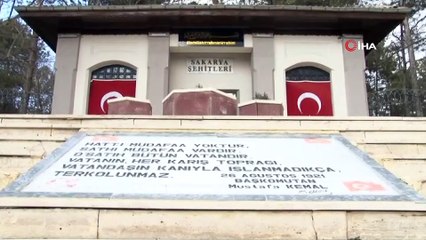 iHA
SAKARYA
ŞEHİTLERİ
HATTI MÜDAFAA YOKTUR,
SATHI MÜDAFAA VARDIR
O SATIH BÜTÜN VATANDIR
VATANIN, HER KARIŞ TOPRAĞI
VATANDAŞIN KANIYLA ISLANMADIKÇA,
TERKOLUNMAZ.
26 AĞUSTOS 1921
BAŞKOMUTAN
Mustafa KEMAL